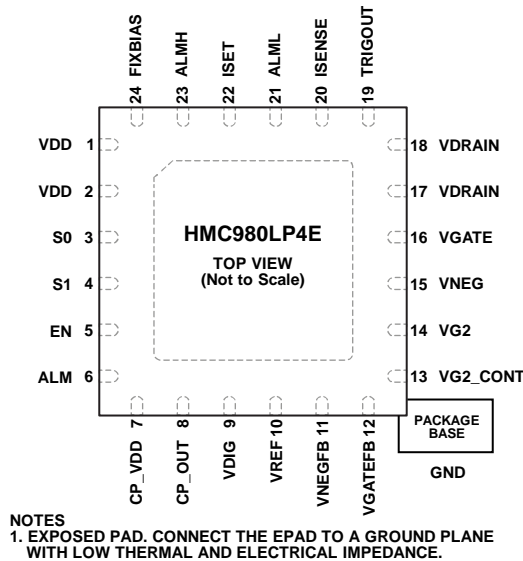 24 FIXBIAS
23 ALMH
22 ISET
21 ALML
20 ISENSE
19 TRIGOUT
VDD 1
VDD 2
S0 3
S1 4
EN 5
ALM 6
HMC980LP4E
TOP VIEW
(Not to Scale)
18 VDRAIN
17 VDRAIN
16 VGATE
15 VNEG
14 VG2
13 VG2_CONT
CP_VDD 7
CP_OUT 8
VDIG 9
VREF 10
VNEGFB 11
VGATEFB 12
PACKAGE
BASE
GND
NOTES
1. EXPOSED PAD. CONNECT THE EPAD TO A GROUND PLANE
WITH LOW THERMAL AND ELECTRICAL IMPEDANCE.